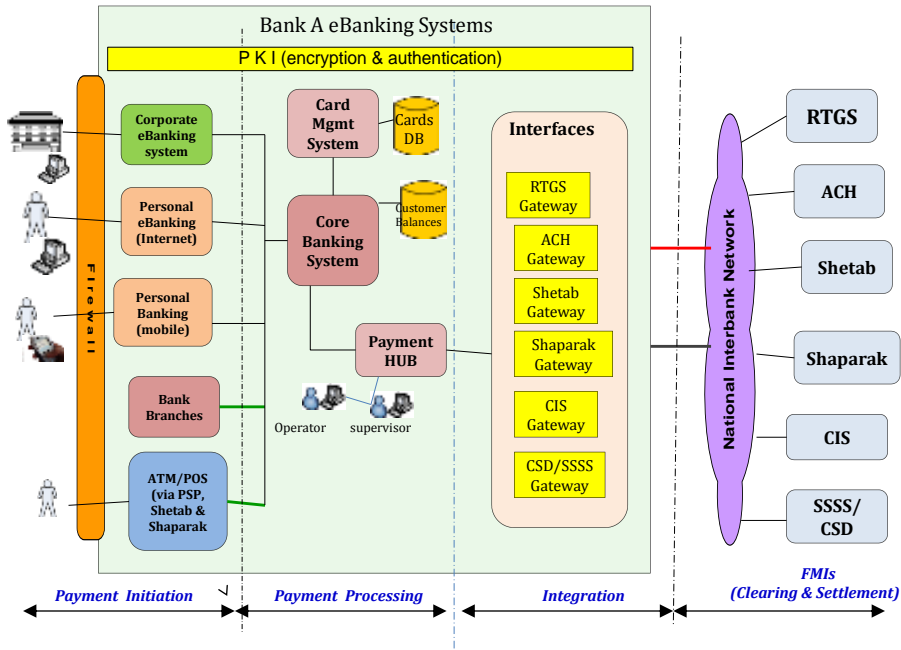 Bank A eBanking Systems
P K I (encryption & authentication)
Firewall
Corporate
eBanking
system
Personal
eBanking
(Internet)
Personal
Banking
(mobile)
Bank
Branches
ATM/POS
(via PSP,
Shetab &
Shaparak
Card
Mgmt
System
Cards
DB
Core
Banking
System
Customer
Balances
Payment
HUB
Operator
supervisor
Interfaces
RTGS
Gateway
ACH
Gateway
Shetab
Gateway
Shaparak
Gateway
CIS
Gateway
CSD/SSSS
Gateway
National Interbank Network
RTGS
ACH
Shetab
Shaparak
CIS
SSSS/
CSD
Payment Initiation
Payment Processing
Integration
FMIs
(Clearing & Settlement)